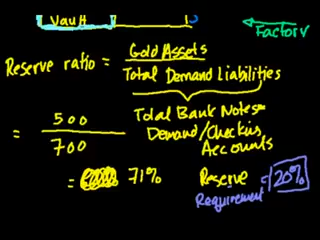 Vault
Factory
Reserve ratio = Gold Assets
Total Demand Liabilities
= 500
700
Total Bank Notes
Demand/Checking
Accounts
= 71%
Reserve
Requirement = 20%